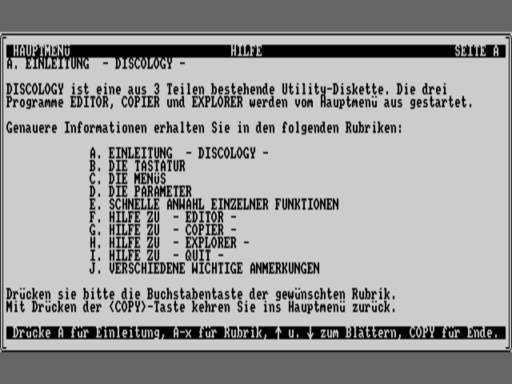 HAUPTMENÜ HILFE SEITE A
A. EINLEITUNG - DISCOLOGY -
DISCOLOGY ist eine aus 3 Teilen bestehende Utility-Diskette. Die drei
Programme EDITOR, COPIER und EXPLORER werden vom Hauptmenü aus gestartet.
Genauere Informationen erhalten Sie in den folgenden Rubriken:
A. EINLEITUNG - DISCOLOGY -
B. DIE TASTATUR
C. DIE MENÜS
D. DIE PARAMETER
E. SCHNELLE ANWAHL EINZELNER FUNKTIONEN
F. HILFE ZU - EDITOR -
G. HILFE ZU - COPIER -
H. HILFE ZU - EXPLORER -
I. HILFE ZU - QUIT -
J. VERSCHIEDENE WICHTIGE ANMERKUNGEN
Drücken sie bitte die Buchstabentaste der gewünschten Rubrik.
Mit Drücken der <COPY>-Taste kehren Sie ins Hauptmenü zurück.
Drücke A für Einleitung, A-x für Rubrik, ↑ u. ↓ zum Blättern, COPY für Ende.